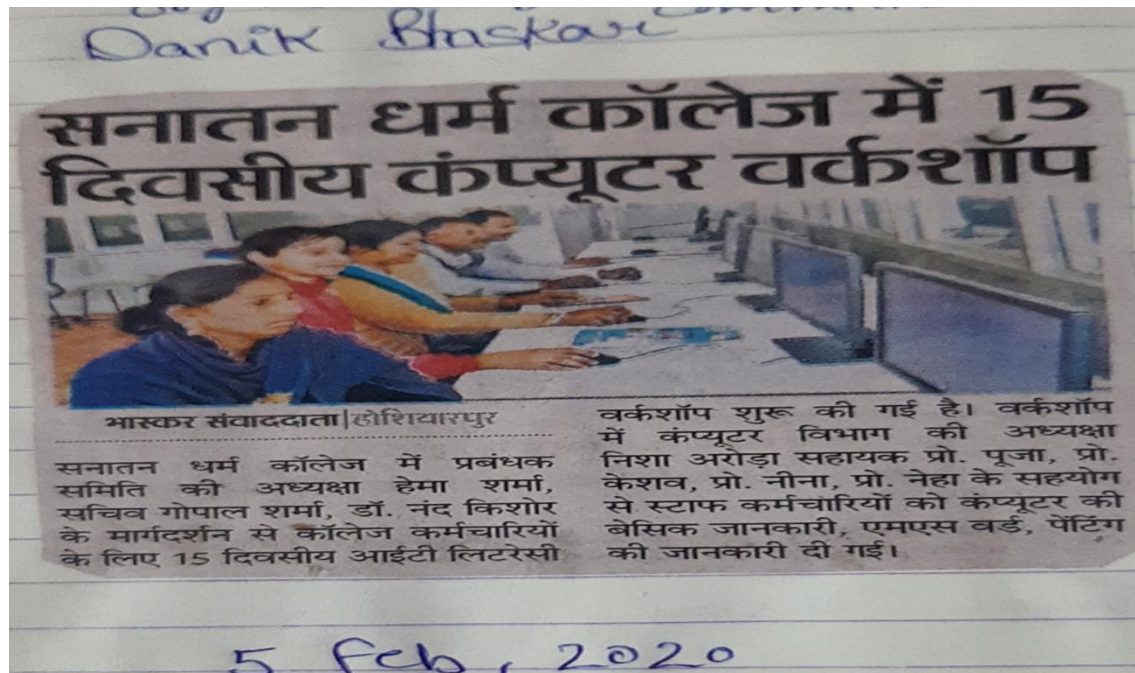 Danik Bhaskar
सनातन धर्म कॉलेज में 15
दिवसीय कंप्यूटर वर्कशॉप
भास्कर संवाददाता|होशियारपुर
सनातन धर्म कॉलेज में प्रबंधक
समिति की अध्यक्षा हेमा शर्मा,
सचिव गोपाल शर्मा, डॉ. नंद किशोर
के मार्गदर्शन से कॉलेज कर्मचारियों
के लिए 15 दिवसीय आईटी लिटरेसी
वर्कशॉप शुरू की गई है। वर्कशॉप
में कंप्यूटर विभाग की अध्यक्षा
निशा अरोड़ा सहायक प्रो. पूजा, प्रो.
केशव, प्रो. नीना, प्रो. नेहा के सहयोग
से स्टाफ कर्मचारियों को कंप्यूटर की
बेसिक जानकारी, एमएस वर्ड, पेंटिंग
की जानकारी दी गई।
5 feb, 2020